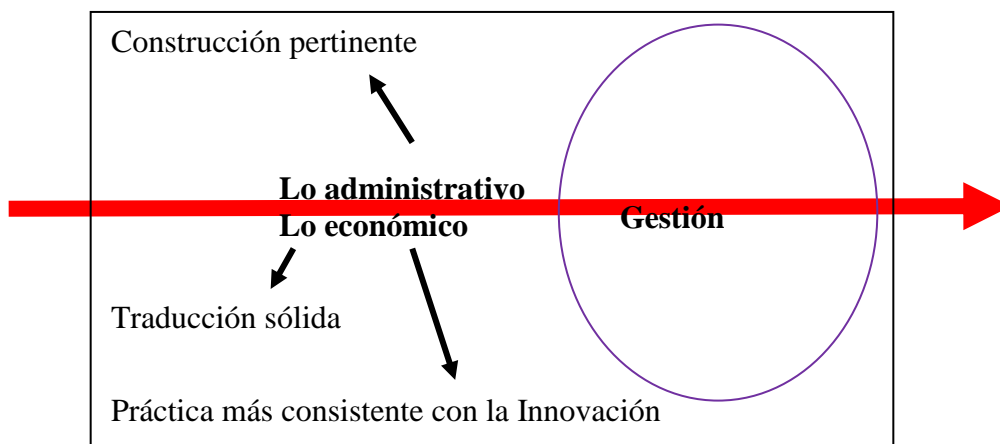 Construcción pertinente
Lo administrativo
Lo económico
Gestión
Traducción sólida
Práctica más consistente con la Innovación